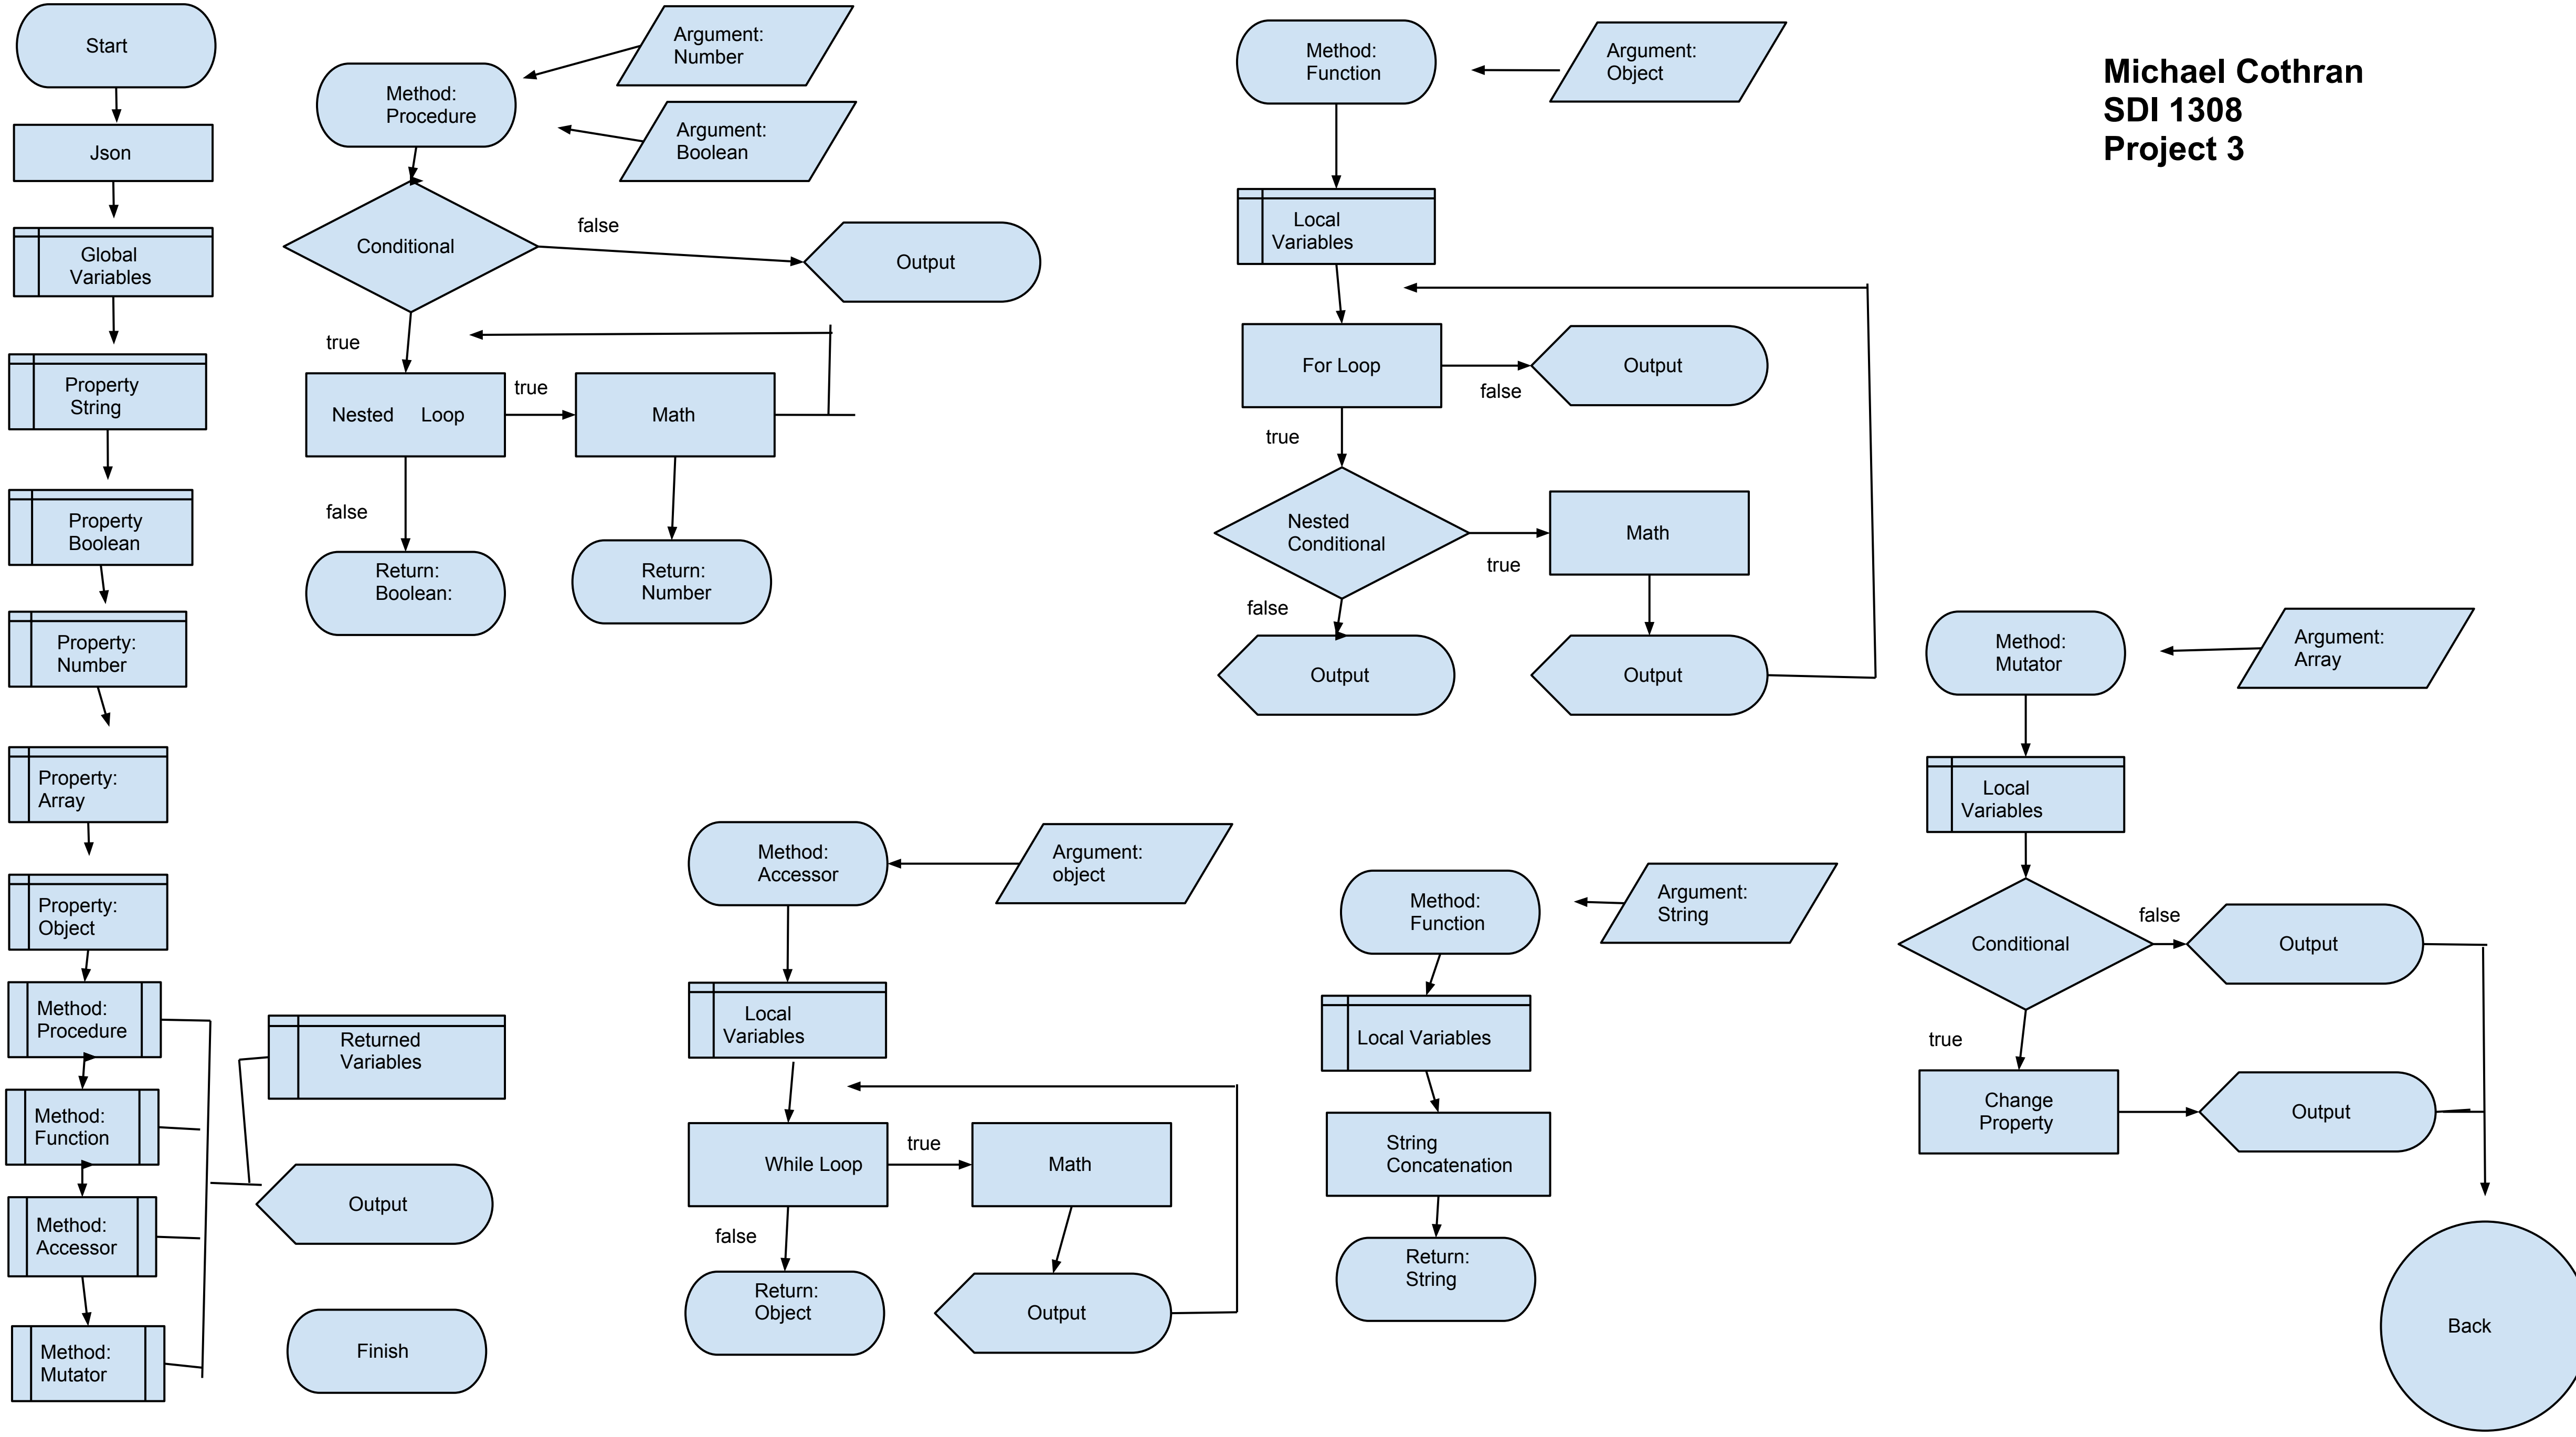 Start
Json
Global
Variables
Property
String
Property
Boolean
Property:
Number
Property:
Array
Property:
Object
Method:
Procedure
Method:
Function
Method:
Accessor
Method:
Mutator
Returned
Variables
Output
Finish
Method:
Procedure
Argument:
Number
Argument:
Boolean
Conditional
false
Output
true
Nested Loop
true
Math
false
Return:
Boolean:
Return:
Number
Method:
Function
Argument:
Object
Local
Variables
For Loop
false
Output
true
Nested
Conditional
true
Math
false
Output
Output
Michael Cothran
SDI 1308
Project 3
Method:
Accessor
Argument:
object
Local
Variables
While Loop
true
Math
false
Return:
Object
Output
Method:
Function
Argument:
String
Local Variables
String
Concatenation
Return:
String
Method:
Mutator
Argument:
Array
Local
Variables
Conditional
false
Output
true
Change
Property
Output
Back